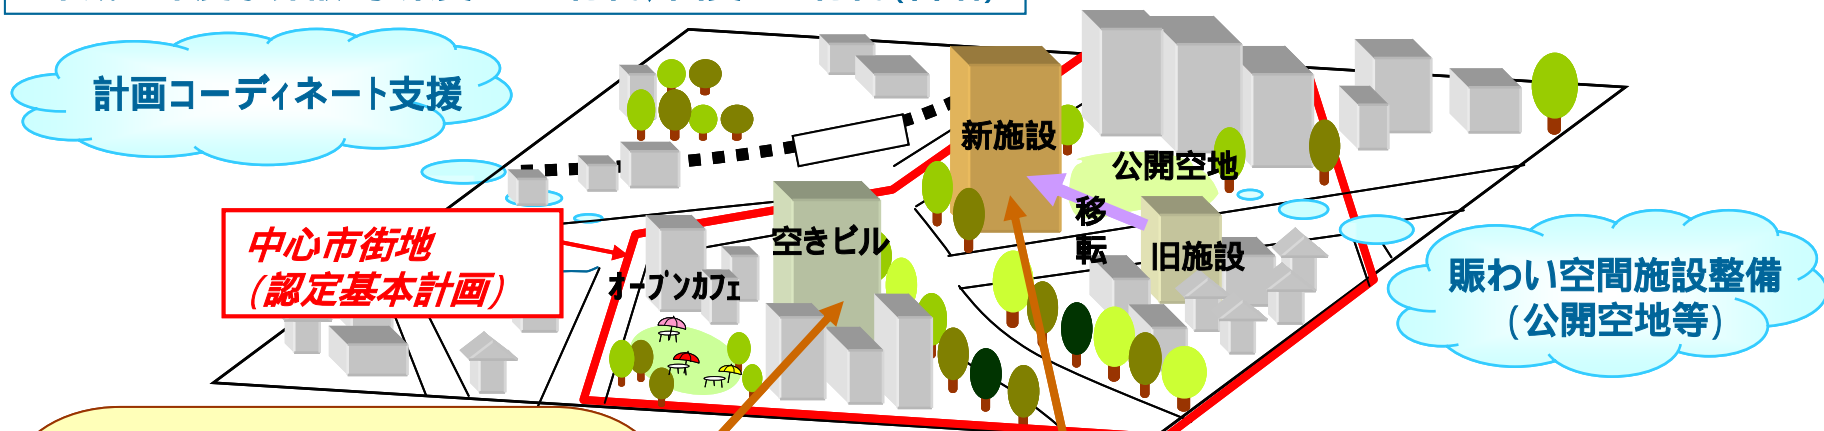 計画コーディネート支援
新施設
公開空地
移
転
中心市街地
(認定基本計画)
空きビル
旧施設
オープンカフェ
賑わい空間施設整備
(公開空地等)